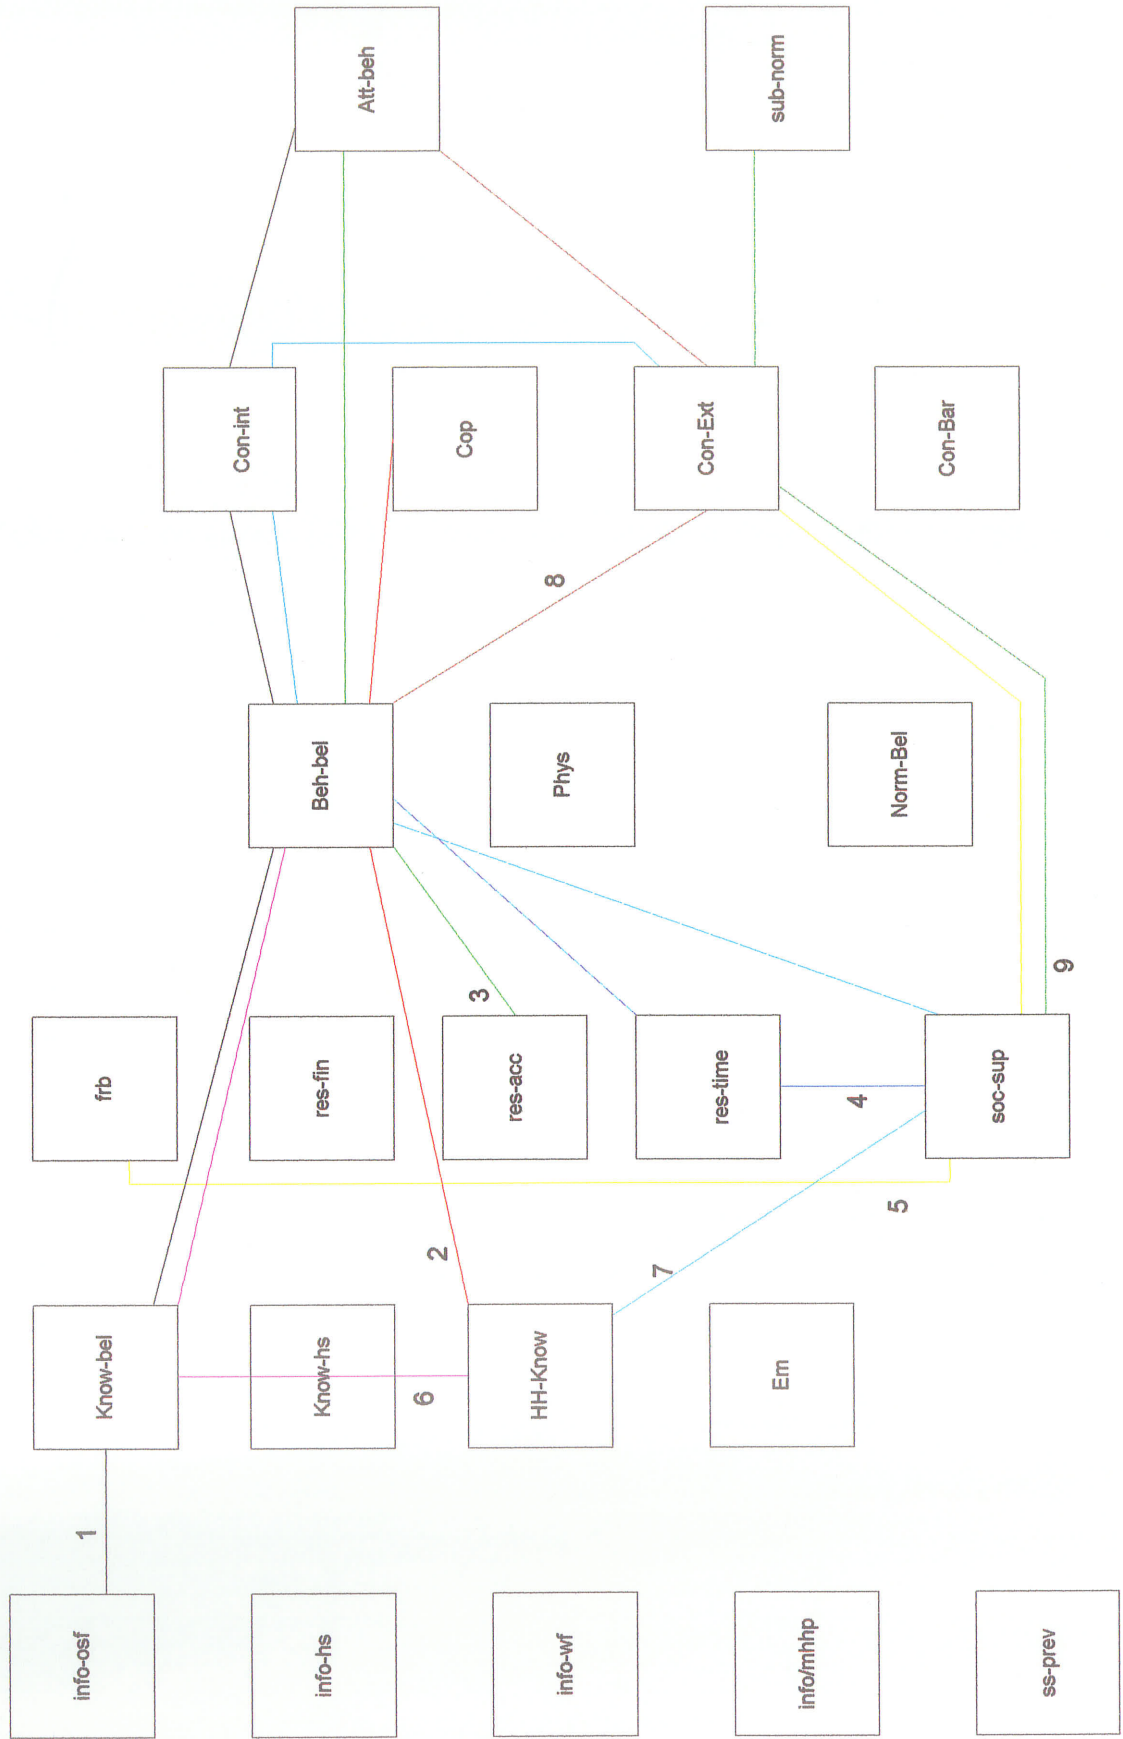 info-osf
info-hs
info-wf
info/mhhp
ss-prev
1
Know-bel
Know-hs
HH-Know
Em
6
2
7
5
frb
res-fin
res-acc
res-time
soc-sup
4
3
9
Beh-bel
Phys
Norm-Bel
8
Con-int
Cop
Con-Ext
Con-Bar
Att-beh
sub-norm